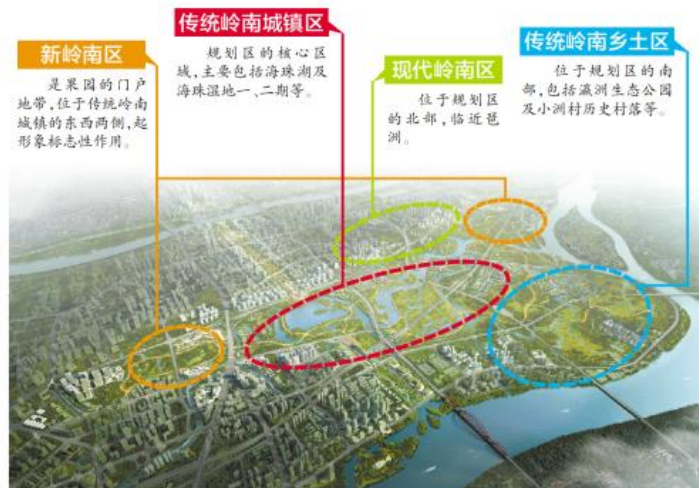 新岭南区
是果园的门户
地带,位于传统岭南
城镇的东西两侧,起
形象标志性作用。
传统岭南城镇区
规划区的核心区
域,主要包括海珠湖及
海珠湿地一、二期等。
现代岭南区
位于规划区
的北部,临近琶
洲。
传统岭南乡土区
位于规划区的南
部,包括瀛洲生态公园
及小洲村历史村落等。